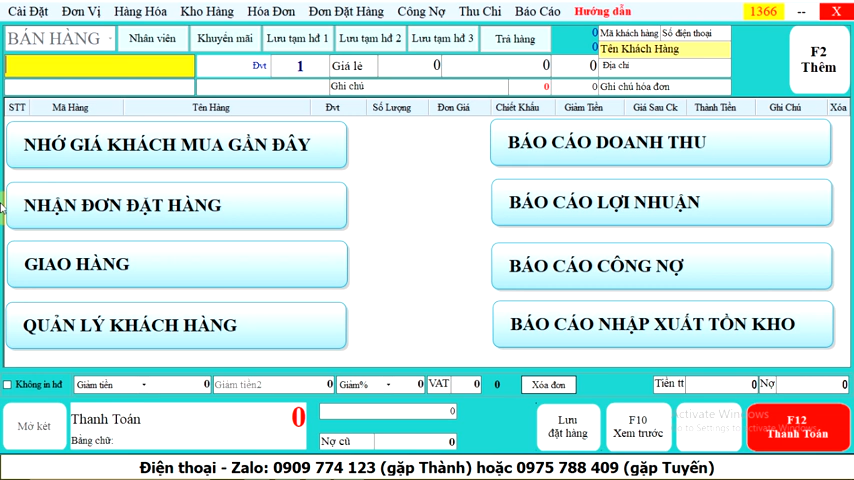 Cài Đặt Đơn Vị Hàng Hóa Kho Hàng Hóa Đơn Đơn Đặt Hàng Công Nợ Thu Chi Báo Cáo Hướng dẫn 1366 -- X
BÁN HÀNG Nhân viên Khuyến mãi Lưu tạm hđ 1 Lưu tạm hđ 2 Lưu tạm hđ 3 Trả hàng 0 Mã khách hàng Số điện thoại
0 Tên Khách Hàng
Đvt 1 Giá lẻ 0 0 0 Địa chỉ
Ghi chú 0 0 Ghi chú hóa đơn
F2
Thêm
STT Mã Hàng Tên Hàng Đvt Số Lượng Đơn Giá Chiết Khấu Giảm Tiền Giá Sau Ck Thành Tiền Ghi Chú Xóa
NHỚ GIÁ KHÁCH MUA GẦN ĐÂY
BÁO CÁO DOANH THU
NHẬN ĐƠN ĐẶT HÀNG
BÁO CÁO LỢI NHUẬN
GIAO HÀNG
BÁO CÁO CÔNG NỢ
QUẢN LÝ KHÁCH HÀNG
BÁO CÁO NHẬP XUẤT TỒN KHO
Không in hđ Giảm tiền 0 Giảm tiền2 0 Giảm% 0 VAT 0 0 Xóa đơn Tiền tt 0 Nợ 0
Mở két
Thanh Toán 0
Bằng chữ:
0
Nợ cũ 0
Lưu
đặt hàng
F10
Xem trước
F12
Thanh Toán
Activate Windows
Go to Settings to activate Windows.
Điện thoại - Zalo: 0909 774 123 (gặp Thành) hoặc 0975 788 409 (gặp Tuyến)